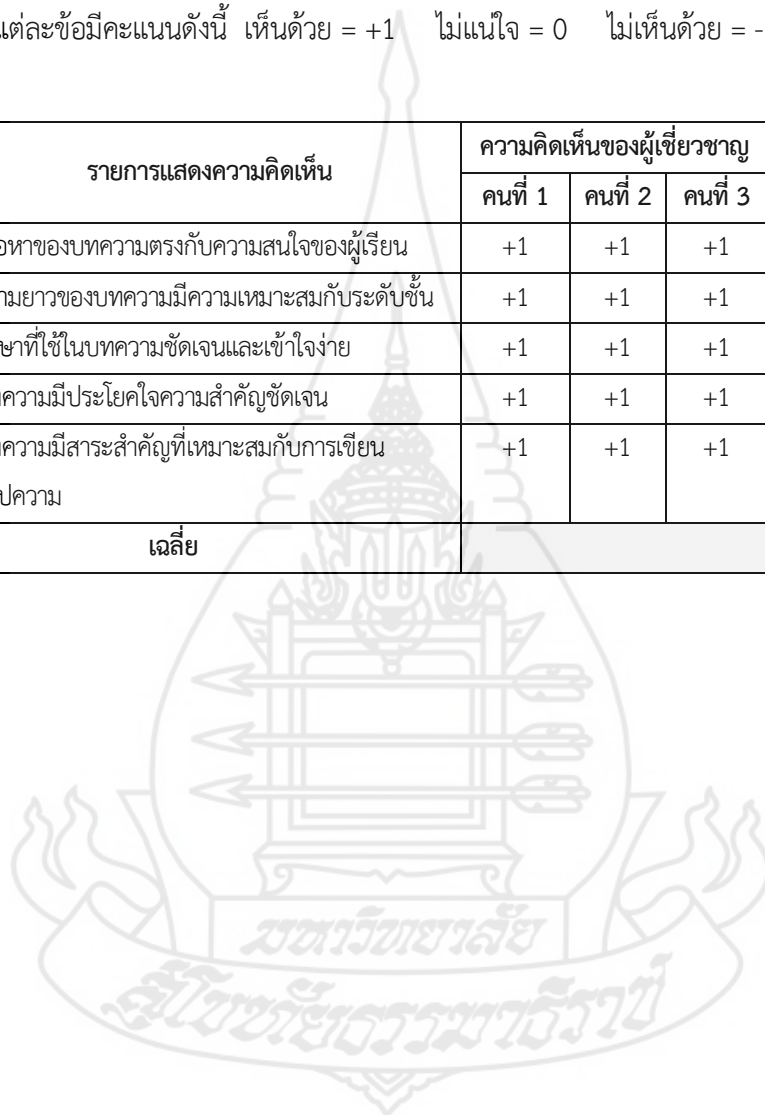 แต่ละข้อมีคะแนนดังนี้ เห็นด้วย = +1 ไม่แน่ใจ = 0 ไม่เห็นด้วย = -
รายการแสดงความคิดเห็น ความคิดเห็นของผู้เชี่ยวชาญ
คนที่ 1 คนที่ 2 คนที่ 3
อหาของบทความตรงกับความสนใจของผู้เรียน +1 +1 +1
ามยาวของบทความมีความเหมาะสมกับระดับชั้น +1 +1 +1
ษาที่ใช้ในบทความชัดเจนและเข้าใจง่าย +1 +1 +1
ความมีประโยคใจความสำคัญชัดเจน +1 +1 +1
ความมีสาระสำคัญที่เหมาะสมกับการเขียน +1 +1 +1
ปความ
เฉลี่ย
มหาวิทยาลัย
สุโขทัยธรรมาธิราช